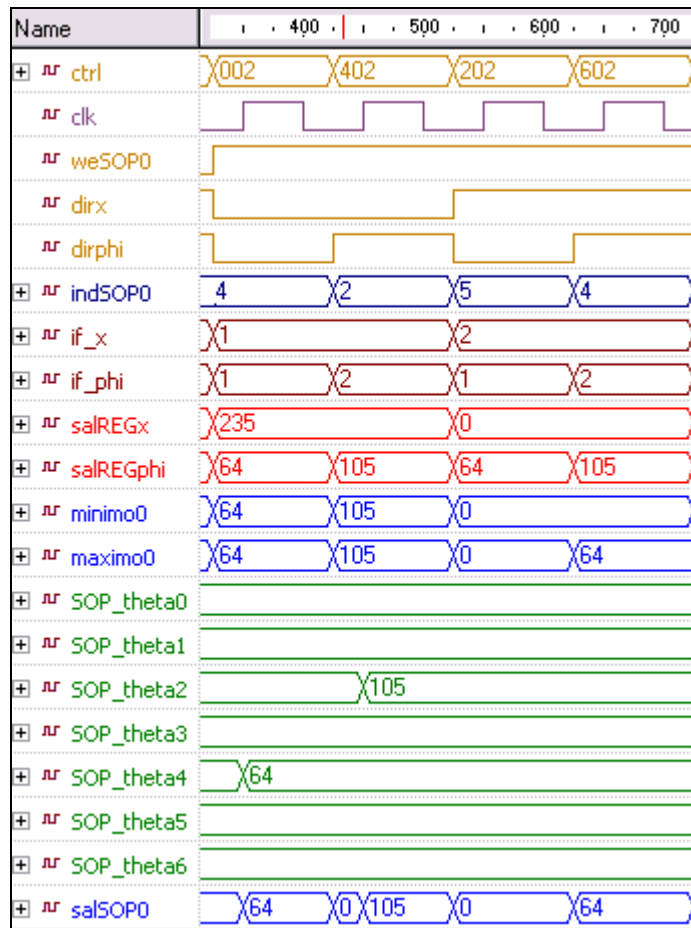 Name 400 500 600 700
ctrl 002 402 202 602
clk
weSOP0
dirx
dirphi
indSOP0 4 2 5 4
if_x 1 2
if_phi 1 2 1 2
salREGx 235 0
salREGphi 64 105 64 105
minimo0 64 105 0
maximo0 64 105 0 64
SOP_theta0
SOP_theta1
SOP_theta2 105
SOP_theta3
SOP_theta4 64
SOP_theta5
SOP_theta6
salSOP0 64 0 105 0 64